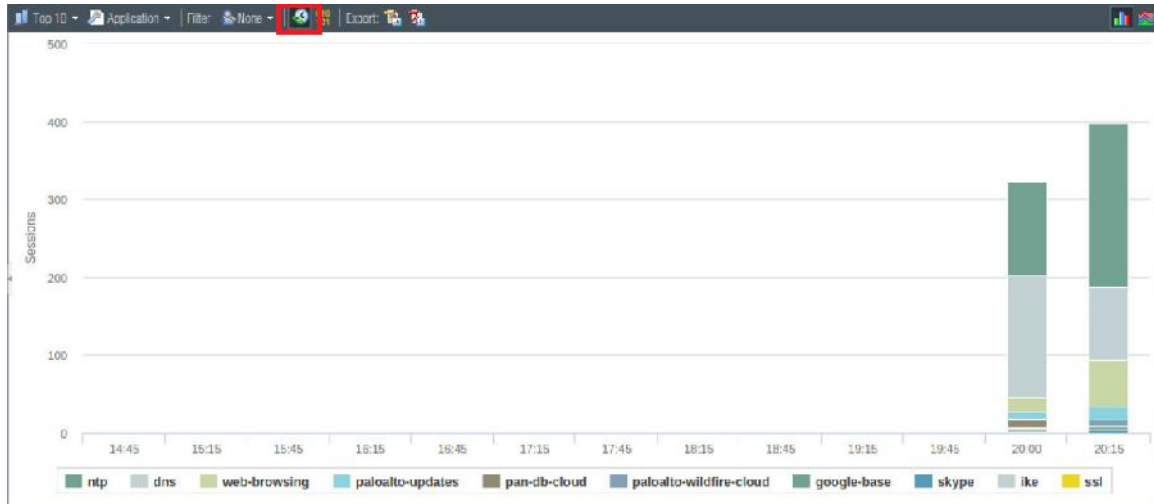 Top 10 Application Filter None Export:
500
400
300
200
100
0
Sessions
14:45 15:15 15:45 16:15 16:45 17:15 17:45 18:15 18:45 19:15 19:45 20:00 20:15
ntp dns web-browsing paloalto-updates pan-db-cloud paloalto-wildfire-cloud google-base skype ike ssl